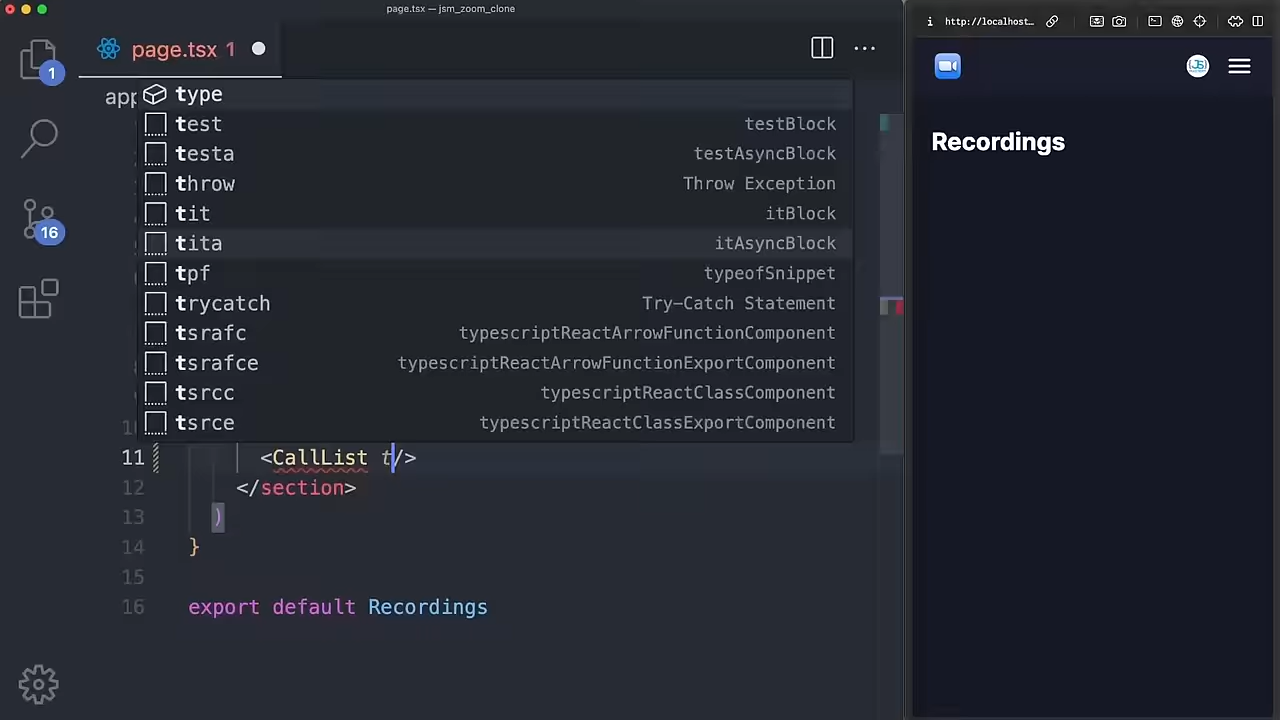 page.tsx — jsm_zoom_clone
http://localhost...
page.tsx 1
1
app
type
test testBlock
testa testAsyncBlock
throw Throw Exception
tit itBlock
tita itAsyncBlock
tpf typeofSnippet
trycatch Try-Catch Statement
tsrafc typescriptReactArrowFunctionComponent
tsrafce typescriptReactArrowFunctionExportComponent
tsrcc typescriptReactClassComponent
tsrce typescriptReactClassExportComponent
16
10
11 <CallList t/>
12 </section>
13 )
14 }
15
16 export default Recordings
Recordings